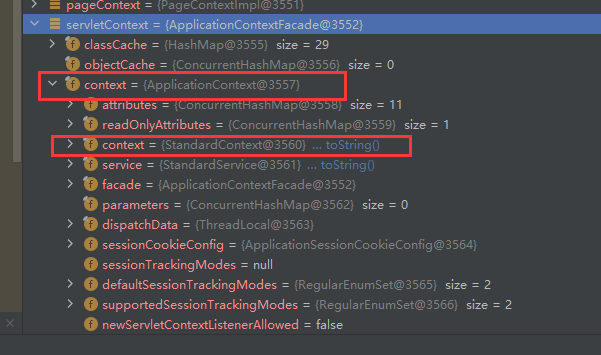 pageContext = {PageContextImpl@3551}
servletContext = {ApplicationContextFacade@3552}
classCache = {HashMap@3555} size = 29
objectCache = {ConcurrentHashMap@3556} size = 0
context = {ApplicationContext@3557}
attributes = {ConcurrentHashMap@3558} size = 11
readOnlyAttributes = {ConcurrentHashMap@3559} size = 1
context = {StandardContext@3560} ... toString()
service = {StandardService@3561} ... toString()
facade = {ApplicationContextFacade@3552}
parameters = {ConcurrentHashMap@3562} size = 0
dispatchData = {ThreadLocal@3563}
sessionCookieConfig = {ApplicationSessionCookieConfig@3564}
sessionTrackingModes = null
defaultSessionTrackingModes = {RegularEnumSet@3565} size = 2
supportedSessionTrackingModes = {RegularEnumSet@3566} size = 2
newServletContextListenerAllowed = false